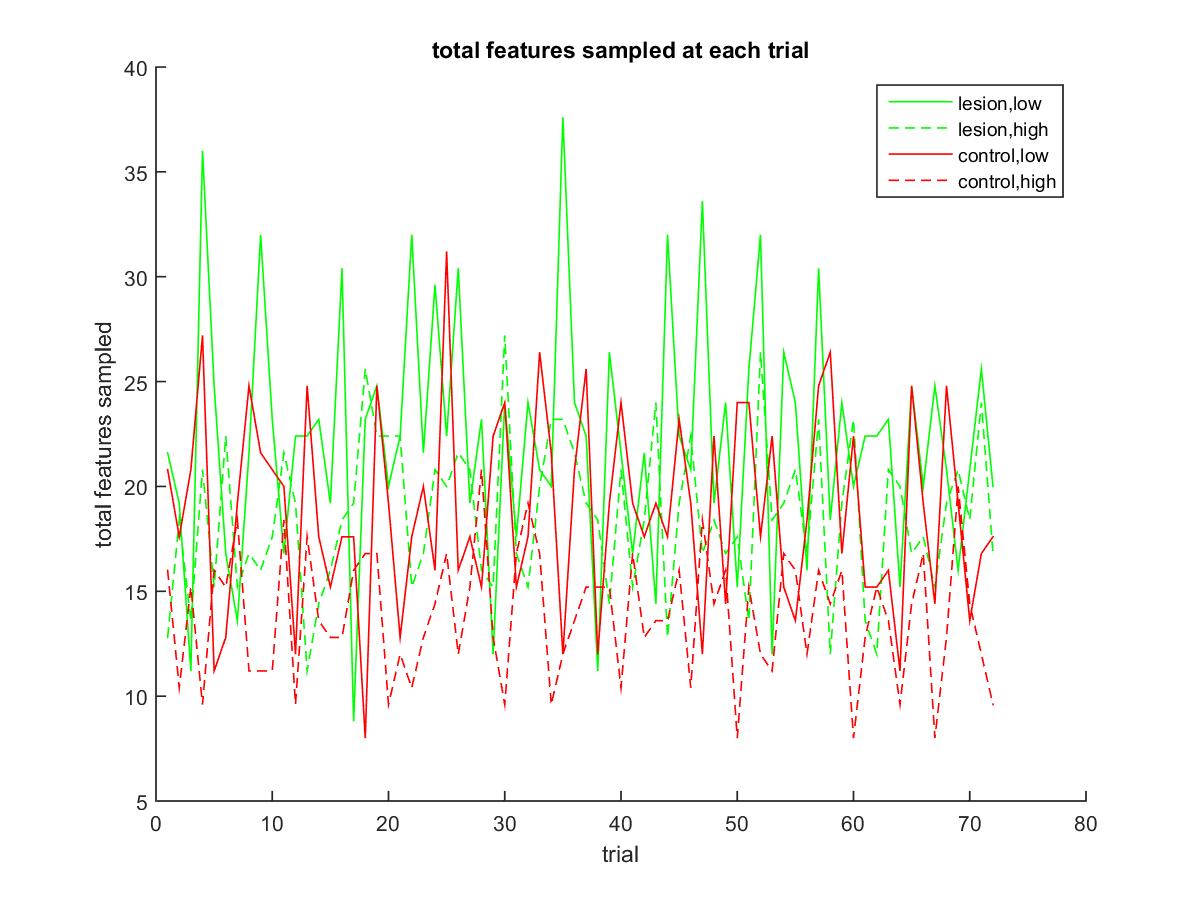 total features sampled at each trial
40
35
30
25
20
15
10
5
total features sampled
0
10
20
30
40
50
60
70
80
trial
lesion,low
lesion,high
control,low
control,high